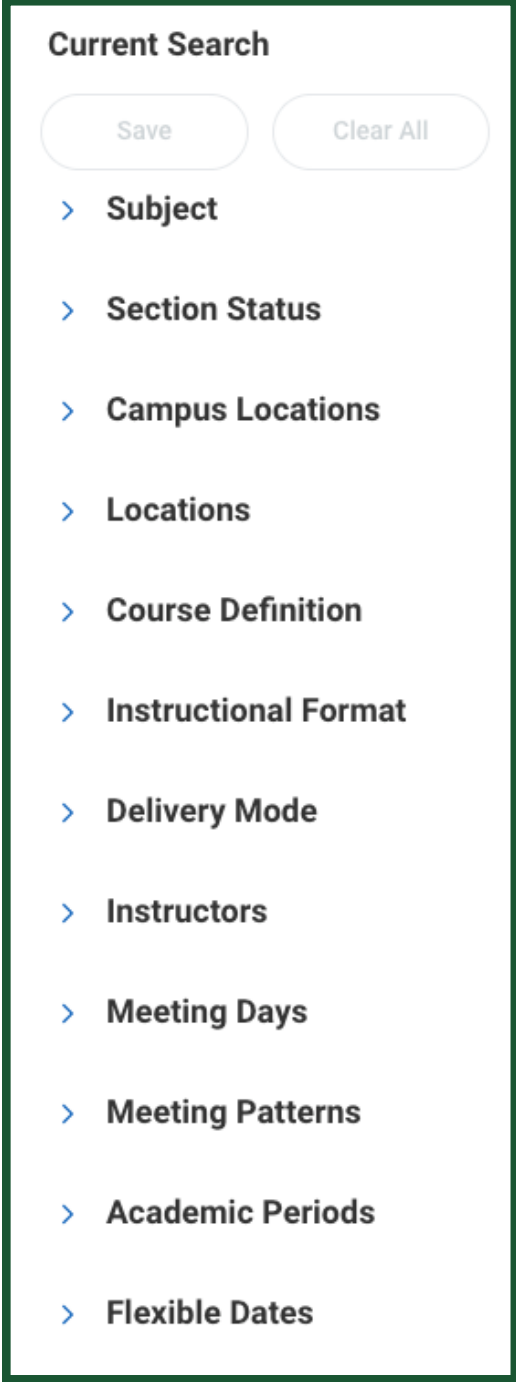 Current Search
Save Clear All
Subject
Section Status
Campus Locations
Locations
Course Definition
Instructional Format
Delivery Mode
Instructors
Meeting Days
Meeting Patterns
Academic Periods
Flexible Dates